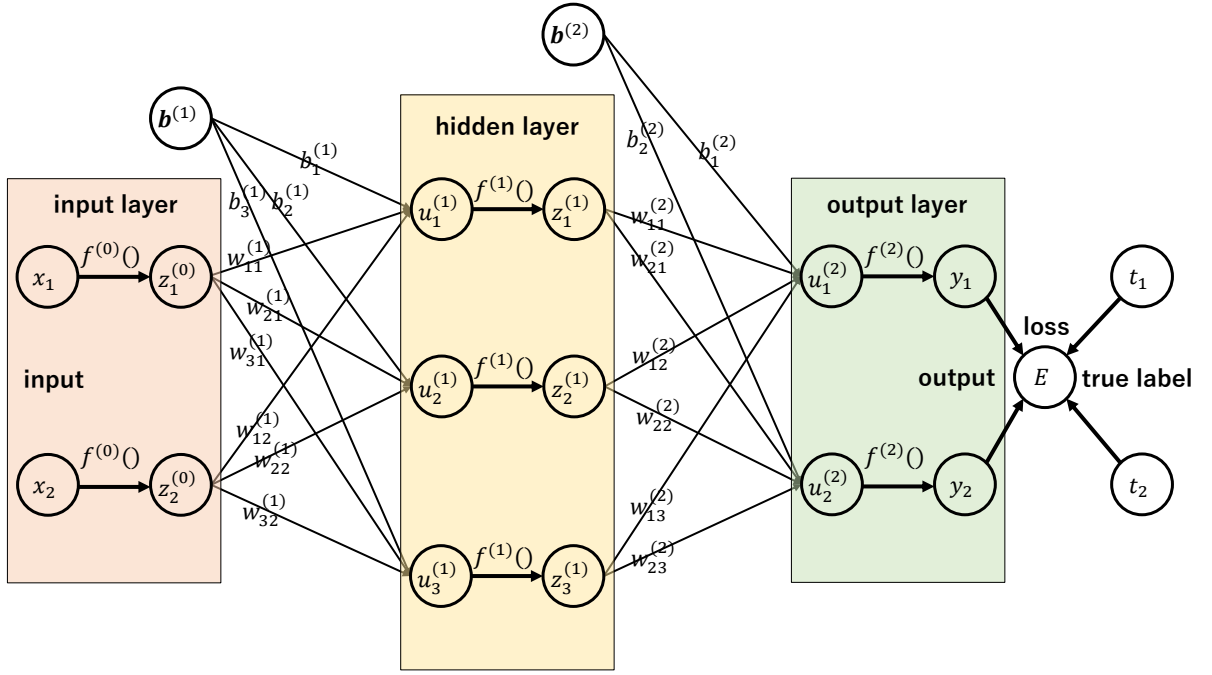 b^(2)
b^(1)
hidden layer
b_2^(2)
b_1^(2)
b_1^(1)
input layer
b_3^(1)
b_2^(1)
u_1^(1)
f^(1)()
z_1^(1)
w_11^(2)
output layer
x_1
f^(0)()
z_1^(0)
w_11^(1)
w_21^(2)
u_1^(2)
f^(2)()
y_1
t_1
w_21^(1)
loss
w_31^(1)
w_12^(2)
input
u_2^(1)
f^(1)()
z_2^(1)
output
E
true label
w_12^(1)
w_22^(2)
w_22^(1)
x_2
f^(0)()
z_2^(0)
u_2^(2)
f^(2)()
y_2
t_2
w_32^(1)
w_13^(2)
u_3^(1)
f^(1)()
z_3^(1)
w_23^(2)